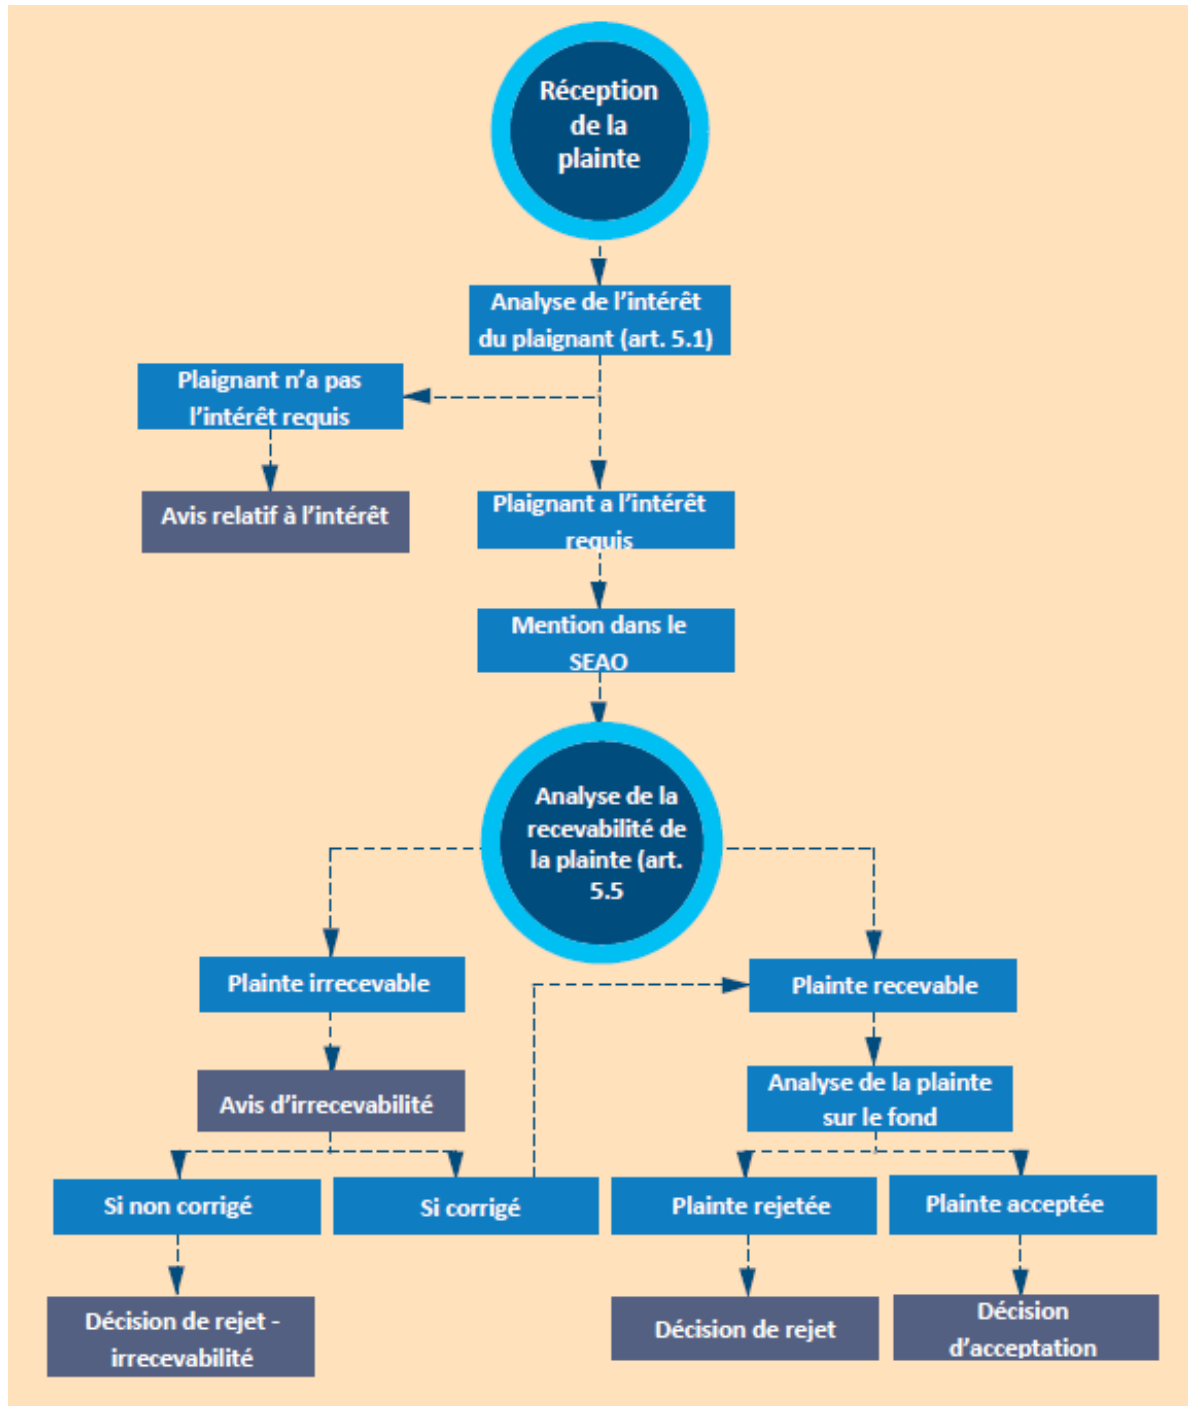 Réception
de la
plainte
Analyse de l'intérêt
du plaignant (art. 5.1)
Plaignant n'a pas
l'intérêt requis
Avis relatif à l'intérêt
Plaignant a l'intérêt
requis
Mention dans le
SEAO
Analyse de la
recevabilité de
la plainte (art.
5.5
Plainte irrecevable
Plainte recevable
Avis d'irrecevabilité
Analyse de la plainte
sur le fond
Si non corrigé
Si corrigé
Plainte rejetée
Plainte acceptée
Décision de rejet -
irrecevabilité
Décision de rejet
Décision
d'acceptation